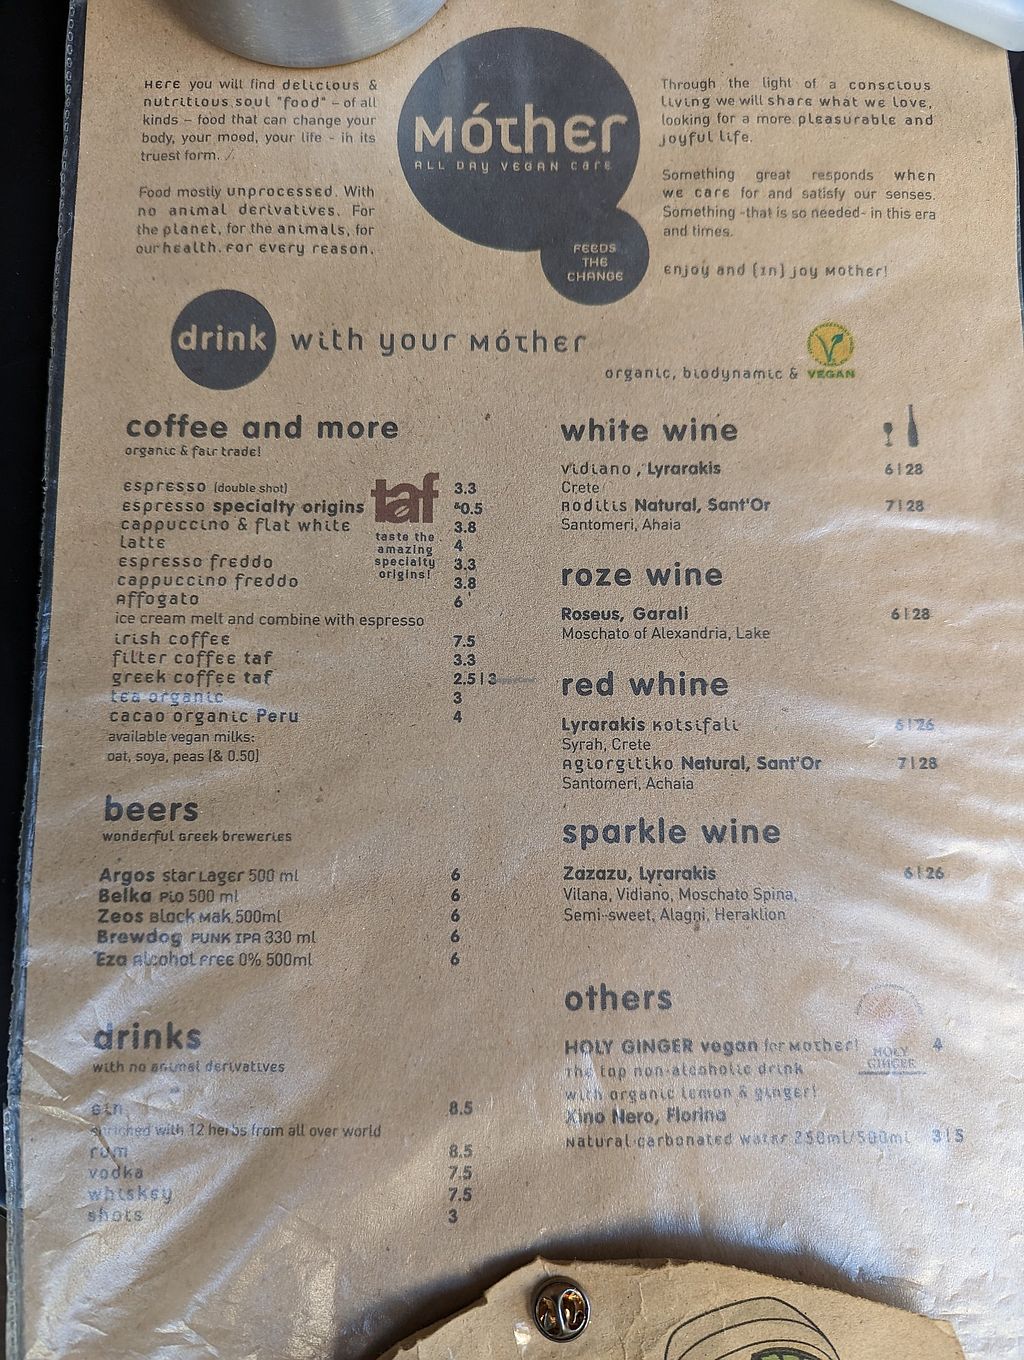 Here you will find delicious &
nutritious soul "food" – of all
kinds – food that can change your
body, your mood, your life - in its
truest form.
Food mostly unprocessed. With
no animal derivatives. For
the planet, for the animals, for
our health. For every reason.
Móther
ALL DAY VEGAN CAFE
FEEDS
THE
CHANGE
Through the light of a conscious
living we will share what we love,
looking for a more pleasurable and
joyful life.
Something great responds when
we care for and satisfy our senses.
Something -that is so needed- in this era
and times.
Enjoy and [in] joy Mother!
drink with your Móther
organic, biodynamic & VEGAN
coffee and more
organic & fair trade!
espresso [double shot] 3.3
espresso specialty origins &0.5
cappuccino & flat white 3.8
latte 4
espresso freddo 3.3
cappuccino freddo 3.8
Affogato 6
ice cream melt and combine with espresso
irish coffee 7.5
filter coffee taf 3.3
greek coffee taf 2.5|3
tea organic 3
cacao organic Peru 4
available vegan milks:
oat, soya, peas [& 0.50]
taf
taste the
amazing
specialty
origins!
beers
wonderful Greek breweries
Argos Star Lager 500 ml 6
Belka Plo 500 ml 6
Zeos Black Mak 500ml 6
Brewdog PUNK IPA 330 ml 6
Eza Alcohol Free 0% 500ml 6
drinks
with no animal derivatives
gin 8.5
enriched with 12 herbs from all over world
rum 8.5
vodka 7.5
whiskey 7.5
shots 3
white wine
Vidiano, Lyrarakis 6|28
Crete
Roditis Natural, Sant'Or 7|28
Santomeri, Ahaia
roze wine
Roseus, Garali 6|28
Moschato of Alexandria, Lake
red whine
Lyrarakis Kotsifali 6|26
Syrah, Crete
Agiorgitiko Natural, Sant'Or 7|28
Santomeri, Achaia
sparkle wine
Zazazu, Lyrarakis 6|26
Vilana, Vidiano, Moschato Spina,
Semi-sweet, Alagni, Heraklion
others
HOLY GINGER vegan for Mother! 4
The top non-alcoholic drink
with organic lemon & ginger!
HOLY
GINGER
Xino Nero, Florina
Natural carbonated water 250ml/500ml 3|5